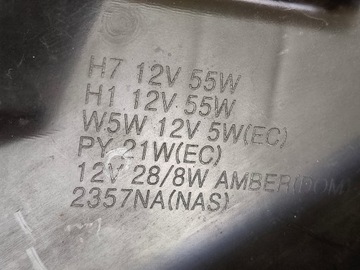 H7 12V 55W
H1 12V 55W
W5W 12V 5W(EC)
PY 21W(EC)
12V 28/8W AMBER(DOM)
2357NA(NAS)